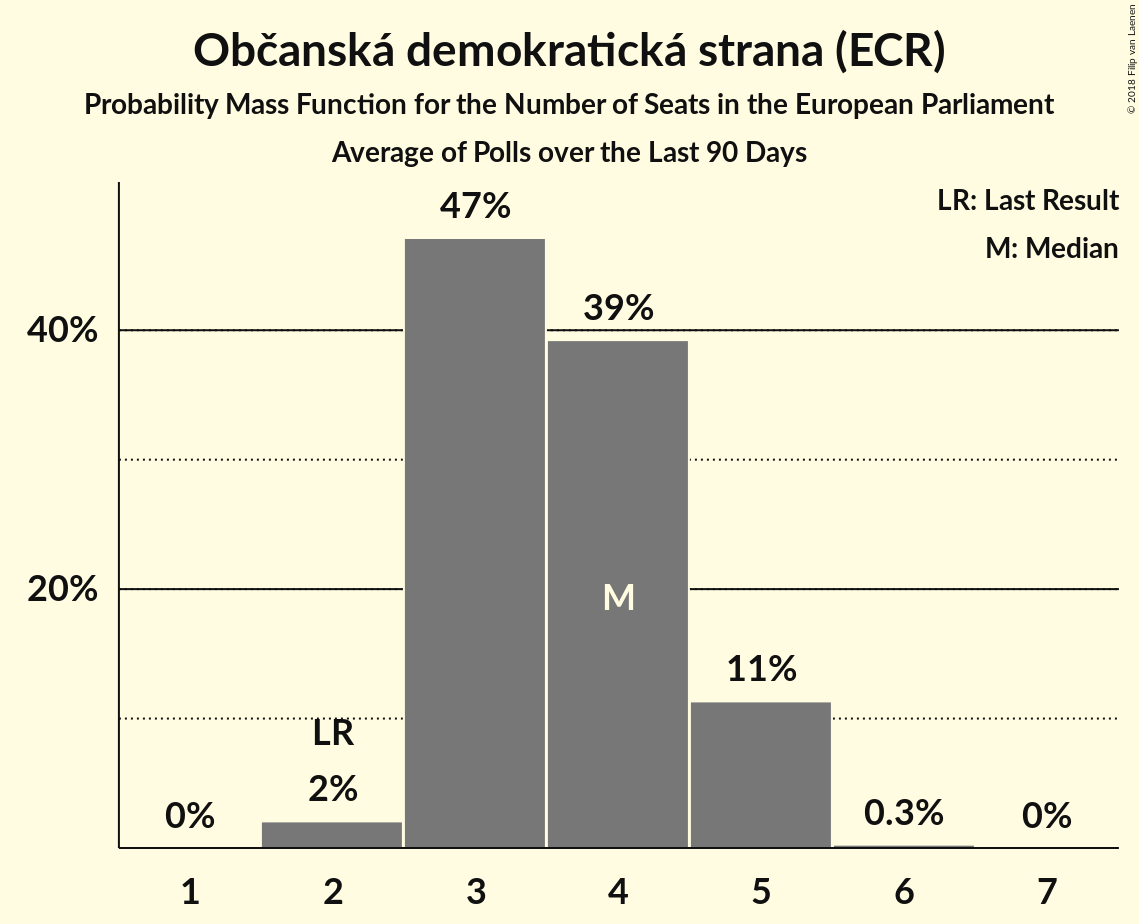 Občanská demokratická strana (ECR)
Probability Mass Function for the Number of Seats in the European Parliament
Average of Polls over the Last 90 Days
© 2018 Filip van Laenen
LR: Last Result
M: Median
47%
39%
40%
20%
M
11%
LR
2%
0%
0.3%
0%
1 2 3 4 5 6 7